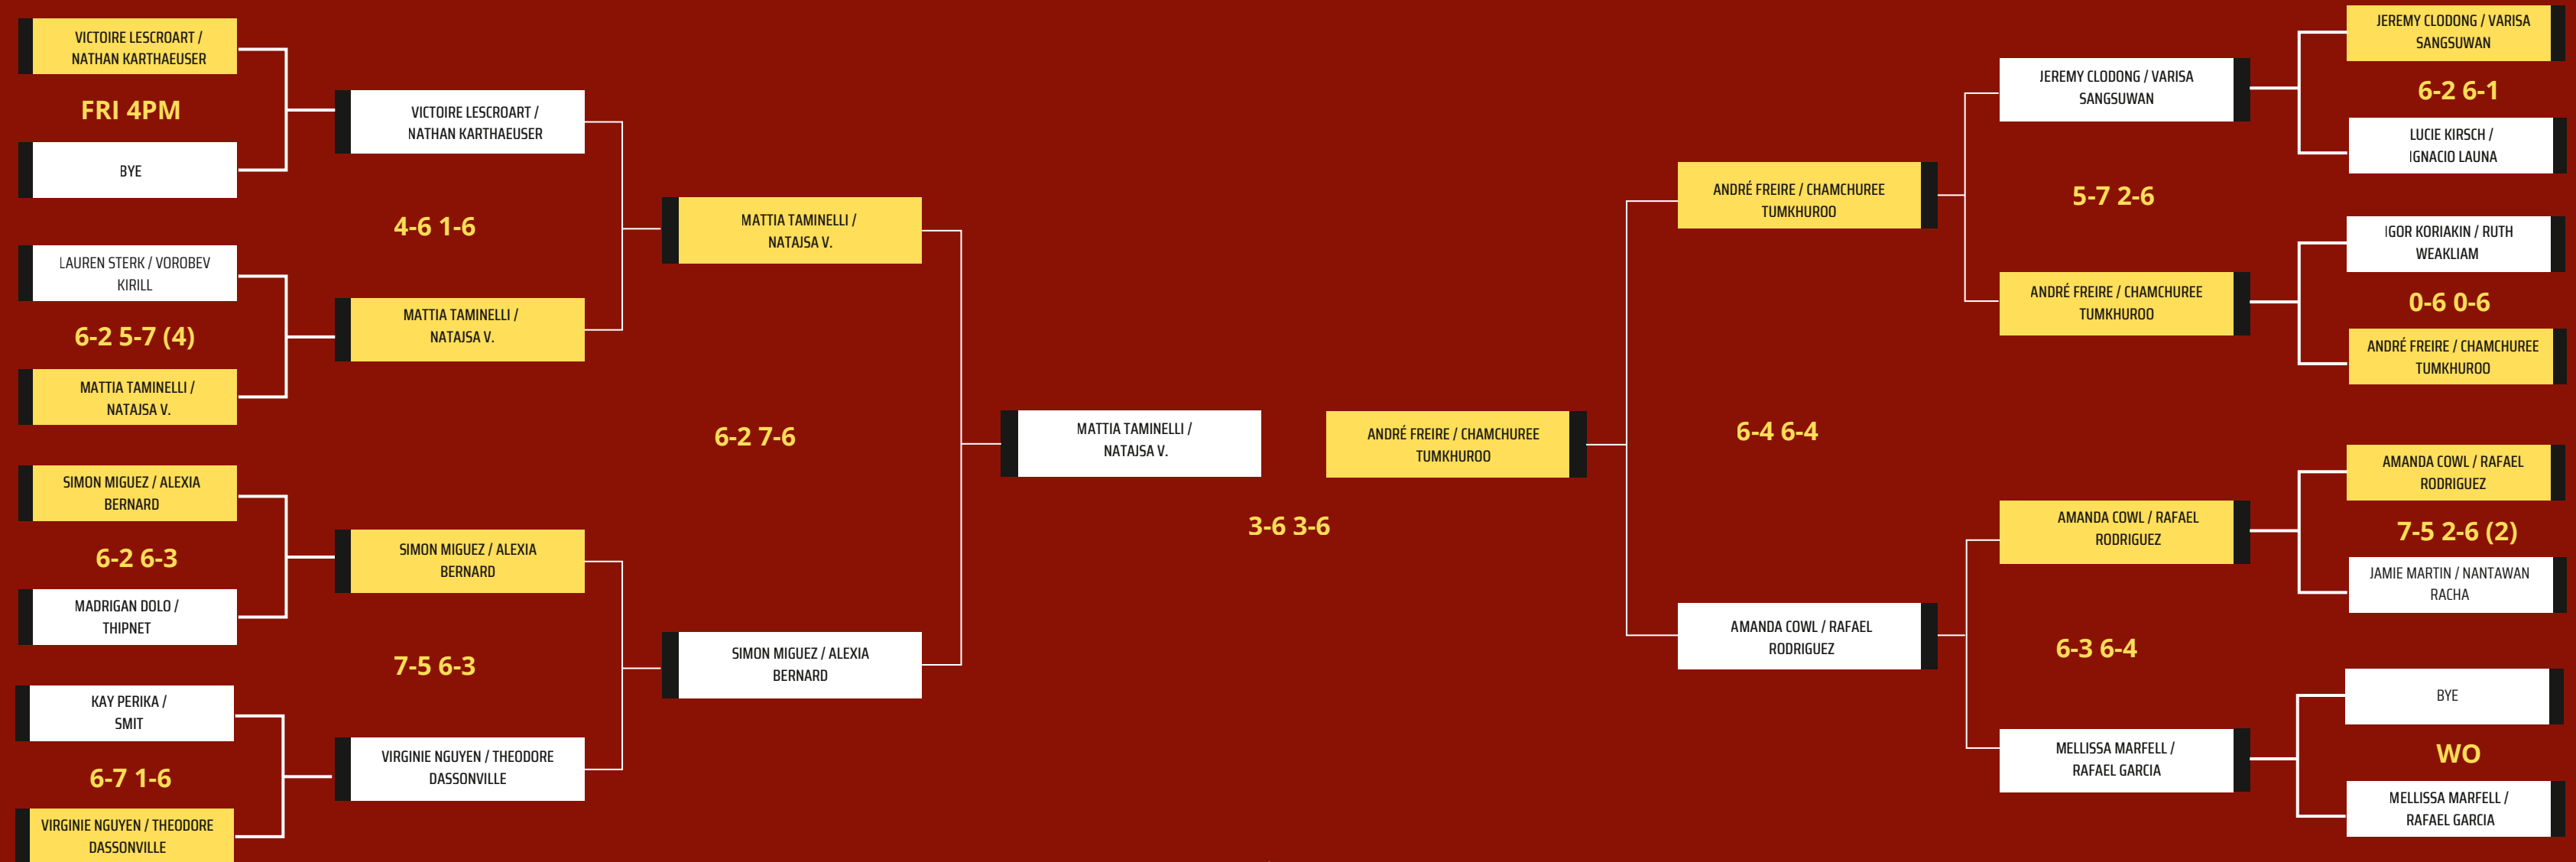 VICTOIRE LESCROART /
NATHAN KARTHAEUSER
FRI 4PM
BYE
LAUREN STERK / VOROBEV
KIRILL
6-2 5-7 (4)
MATTIA TAMINELLI /
NATAJSA V.
SIMON MIGUEZ / ALEXIA
BERNARD
6-2 6-3
MADRIGAN DOLO /
THIPNET
KAY PERIKA /
SMIT
6-7 1-6
VIRGINIE NGUYEN / THEODORE
DASSONVILLE
VICTOIRE LESCROART /
NATHAN KARTHAEUSER
4-6 1-6
MATTIA TAMINELLI /
NATAJSA V.
SIMON MIGUEZ / ALEXIA
BERNARD
7-5 6-3
VIRGINIE NGUYEN / THEODORE
DASSONVILLE
MATTIA TAMINELLI /
NATAJSA V.
6-2 7-6
SIMON MIGUEZ / ALEXIA
BERNARD
MATTIA TAMINELLI /
NATAJSA V.
3-6 3-6
ANDRÉ FREIRE / CHAMCHUREE
TUMKHUROO
ANDRÉ FREIRE / CHAMCHUREE
TUMKHUROO
6-4 6-4
AMANDA COWL / RAFAEL
RODRIGUEZ
JEREMY CLODONG / VARISA
SANGSUWAN
5-7 2-6
ANDRÉ FREIRE / CHAMCHUREE
TUMKHUROO
AMANDA COWL / RAFAEL
RODRIGUEZ
6-3 6-4
MELLISSA MARFELL /
RAFAEL GARCIA
JEREMY CLODONG / VARISA
SANGSUWAN
6-2 6-1
LUCIE KIRSCH /
IGNACIO LAUNA
IGOR KORIAKIN / RUTH
WEAKLIAM
0-6 0-6
ANDRÉ FREIRE / CHAMCHUREE
TUMKHUROO
AMANDA COWL / RAFAEL
RODRIGUEZ
7-5 2-6 (2)
JAMIE MARTIN / NANTAWAN
RACHA
BYE
WO
MELLISSA MARFELL /
RAFAEL GARCIA